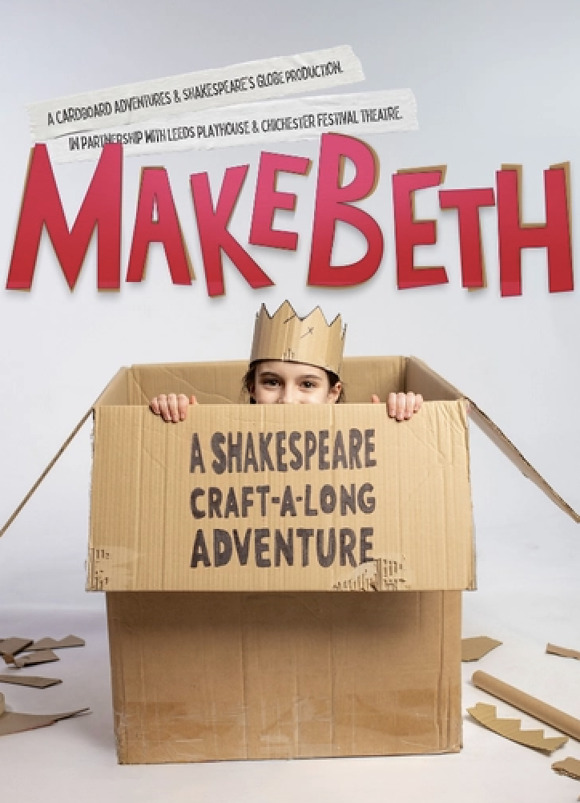 A CARDBOARD ADVENTURES & SHAKESPEARE'S GLOBE PRODUCTION.
IN PARTNERSHIP WITH LEEDS PLAYHOUSE & CHICHESTER FESTIVAL THEATRE.
MAKEBETH
A SHAKESPEARE
CRAFT-A-LONG
ADVENTURE